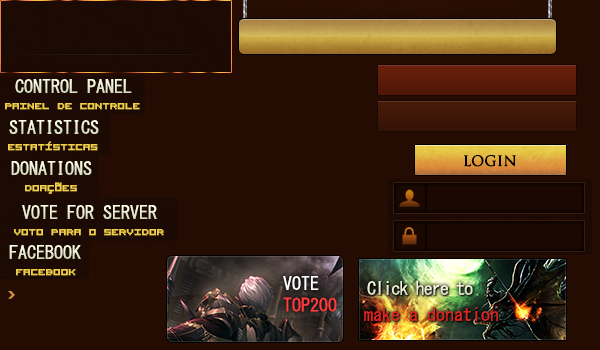 CONTROL PANEL
PAINEL DE CONTROLE
STATISTICS
ESTATÍSTICAS
DONATIONS
DOAÇÕES
VOTE FOR SERVER
VOTO PARA O SERVIDOR
FACEBOOK
FACEBOOK
LOGIN
VOTE
TOP200
Click here to
make a donation